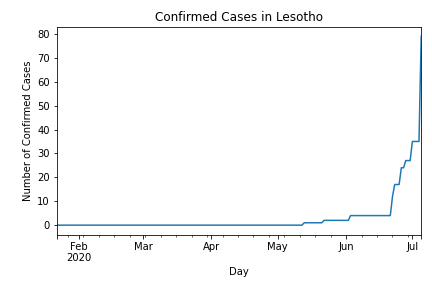 Confirmed Cases in Lesotho
Number of Confirmed Cases
80
70
60
50
40
30
20
10
0
Feb
2020
Mar
Apr
May
Jun
Jul
Day